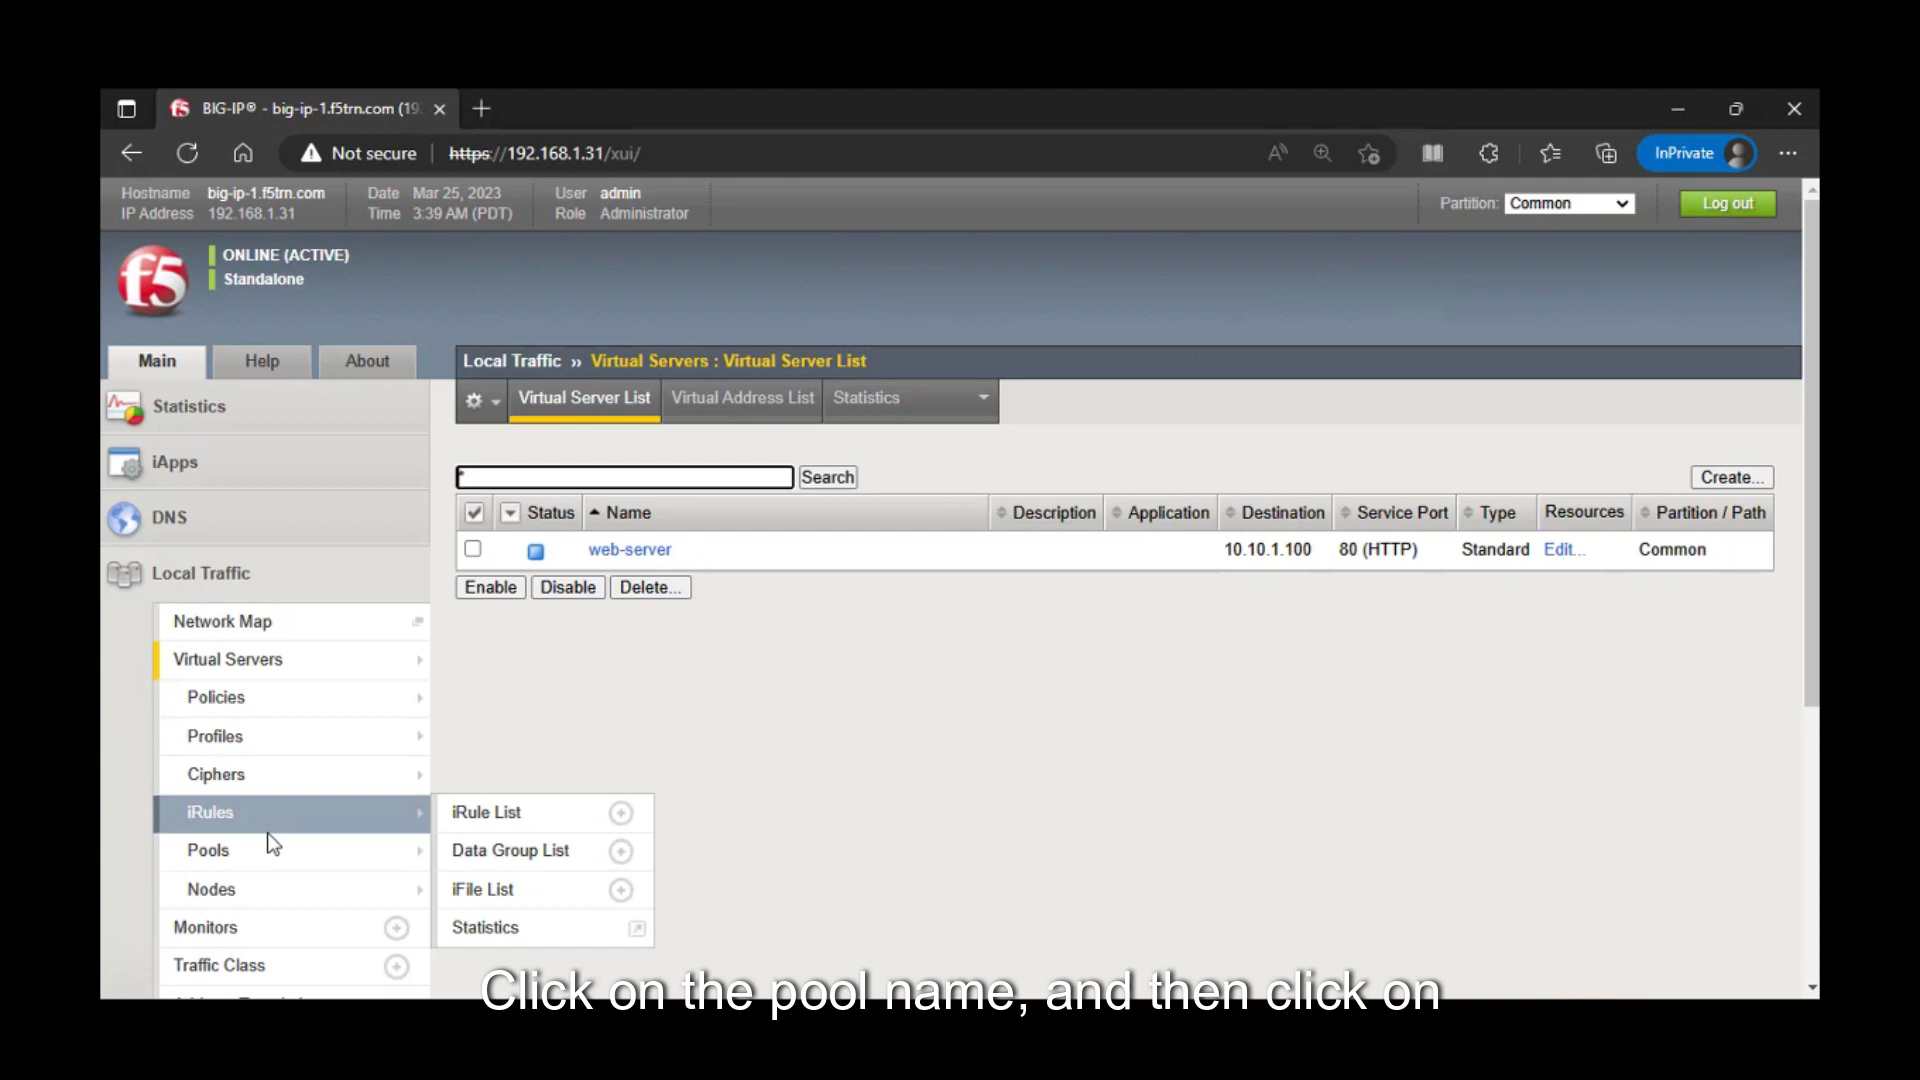 BIG-IP® - big-ip-1.f5trn.com (19
Not secure https://192.168.1.31/xui/
InPrivate
Hostname big-ip-1.f5trn.com Date Mar 25, 2023 User admin
IP Address 192.168.1.31 Time 3:39 AM (PDT) Role Administrator
Partition: Common Log out
f5
ONLINE (ACTIVE)
Standalone
Main Help About
Local Traffic ›› Virtual Servers : Virtual Server List
Virtual Server List Virtual Address List Statistics
Statistics
iApps
DNS
Local Traffic
Network Map
Virtual Servers
Policies
Profiles
Ciphers
iRules
Pools
Nodes
Monitors
Traffic Class
* Search Create...
Status Name Description Application Destination Service Port Type Resources Partition / Path
web-server 10.10.1.100 80 (HTTP) Standard Edit... Common
Enable Disable Delete...
iRule List
Data Group List
iFile List
Statistics
Click on the pool name, and then click on